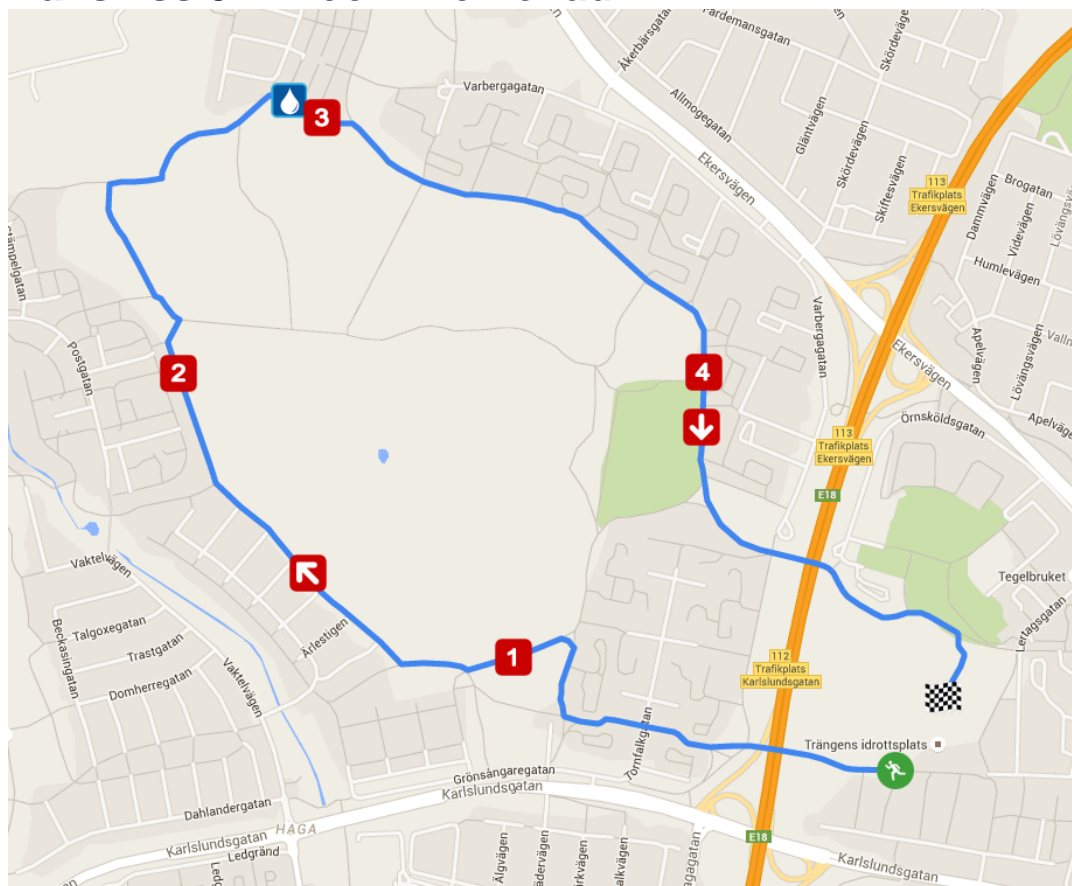 Åkerbärsgatan
Färdemansgatan
Skördevägen
Varbergagatan
Allmogegatan
Gläntvägen
Skördevägen
Skiftesvägen
Ekersvägen
3
113
Trafikplats
Ekersvägen
Dammvägen
Brogatan
Videvägen
Lövängsvägen
Humlevägen
Varbergagatan
Apelvägen
Lövängsvägen
Ekersvägen
Apelvägen
Postgatan
2
4
Örnsköldsgatan
113
Trafikplats
Ekersvägen
E18
Vaktelvägen
Tegelbruket
Talgoxegatan
Beckasingatan
Trastgatan
Ärlestigen
1
Domherregatan
Vaktelvägen
112
Trafikplats
Karlslundsgatan
Tornfalkgatan
Trängens idrottsplats
Grönsångaregatan
Karlslundsgatan
Dahlandergatan
HAGA
Karlslundsgatan
Ledgränd
E18
Karlslundsgatan
Älgvägen